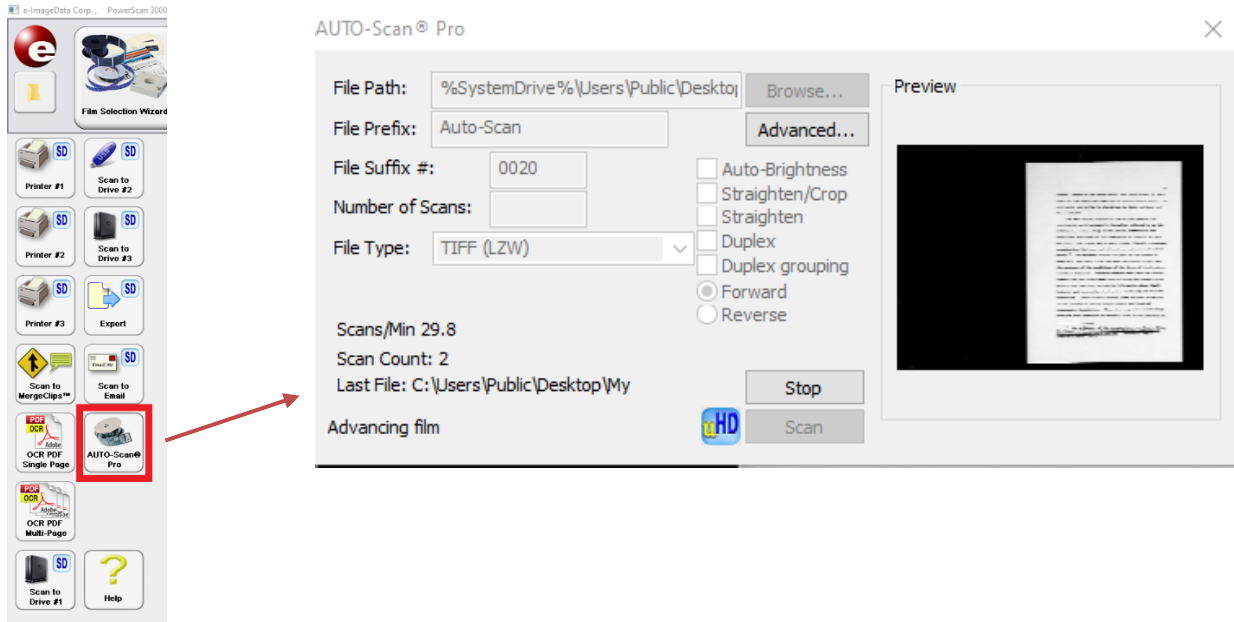 e-ImageData Corp., PowerScan 3000
Film Selection Wizard
SD
Printer #1
SD
Scan to
Drive #2
SD
Printer #2
SD
Scan to
Drive #3
SD
Printer #3
SD
Export
Scan to
MergeClips™
Email Me
SD
Scan to
Email
PDF
OCR
Adobe
OCR PDF
Single Page
AUTO-Scan®
Pro
PDF
OCR
Adobe
OCR PDF
Multi-Page
SD
Scan to
Drive #1
Help
AUTO-Scan® Pro
File Path: %SystemDrive%\Users\Public\Desktop Browse...
File Prefix: Auto-Scan Advanced...
File Suffix #: 0020
Number of Scans:
File Type: TIFF (LZW)
Auto-Brightness
Straighten/Crop
Straighten
Duplex
Duplex grouping
Forward
Reverse
Scans/Min 29.8
Scan Count: 2
Last File: C:\Users\Public\Desktop\My
Stop
Advancing film
uHD
Scan
Preview